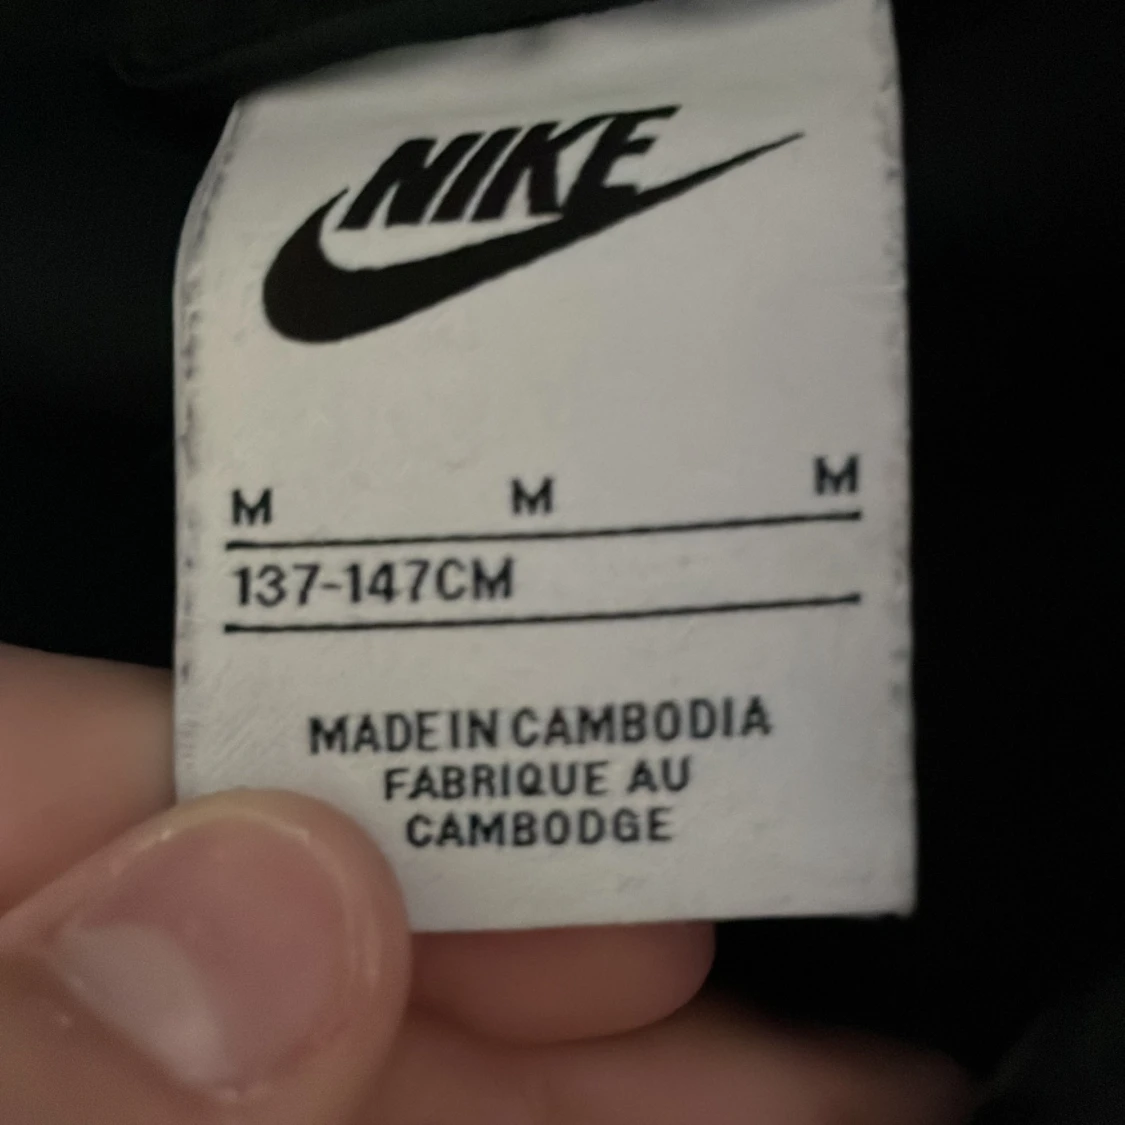 NIKE
M M M
137-147CM
MADE IN CAMBODIA
FABRIQUE AU
CAMBODGE